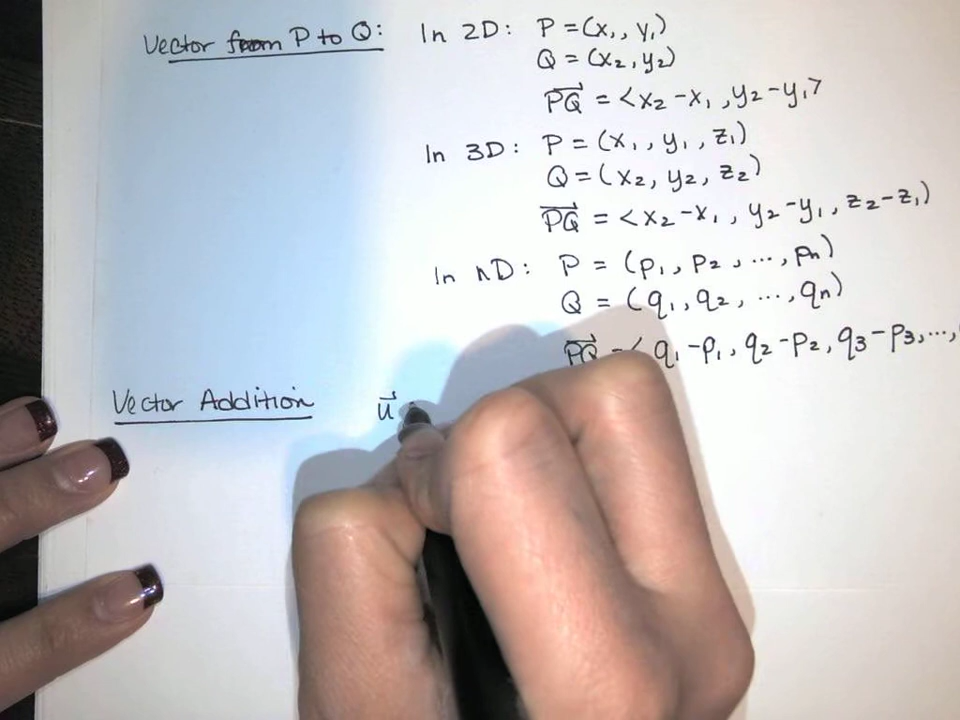 Vector from P to Q: In 2D: P = (x₁, y₁)
Q = (x₂, y₂)
PQ⃗ = <x₂-x₁, y₂-y₁>
In 3D: P = (x₁, y₁, z₁)
Q = (x₂, y₂, z₂)
PQ⃗ = <x₂-x₁, y₂-y₁, z₂-z₁)
In nD: P = (p₁, p₂, ..., pₙ)
Q = (q₁, q₂, ..., qₙ)
PQ⃗ = < q₁-p₁, q₂-p₂, q₃-p₃, ...,
Vector Addition u⃗